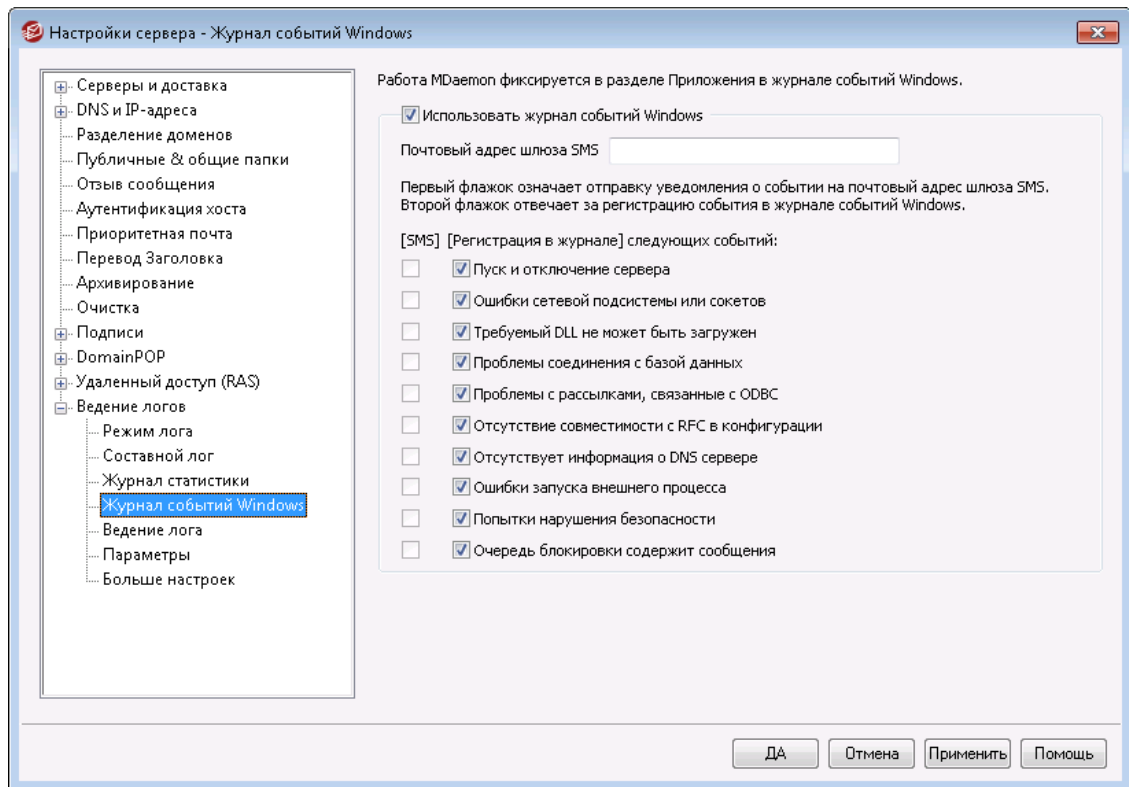 Настройки сервера - Журнал событий Windows
Серверы и доставка
DNS и IP-адреса
Разделение доменов
Публичные & общие папки
Отзыв сообщения
Аутентификация хоста
Приоритетная почта
Перевод Заголовка
Архивирование
Очистка
Подписи
DomainPOP
Удаленный доступ (RAS)
Ведение логов
Режим лога
Составной лог
Журнал статистики
Журнал событий Windows
Ведение лога
Параметры
Больше настроек
Работа MDaemon фиксируется в разделе Приложения в журнале событий Windows.
Использовать журнал событий Windows
Почтовый адрес шлюза SMS
Первый флажок означает отправку уведомления о событии на почтовый адрес шлюза SMS.
Второй флажок отвечает за регистрацию события в журнале событий Windows.
[SMS] [Регистрация в журнале] следующих событий:
Пуск и отключение сервера
Ошибки сетевой подсистемы или сокетов
Требуемый DLL не может быть загружен
Проблемы соединения с базой данных
Проблемы с рассылками, связанные с ODBC
Отсутствие совместимости с RFC в конфигурации
Отсутствует информация о DNS сервере
Ошибки запуска внешнего процесса
Попытки нарушения безопасности
Очередь блокировки содержит сообщения
ДА Отмена Применить Помощь